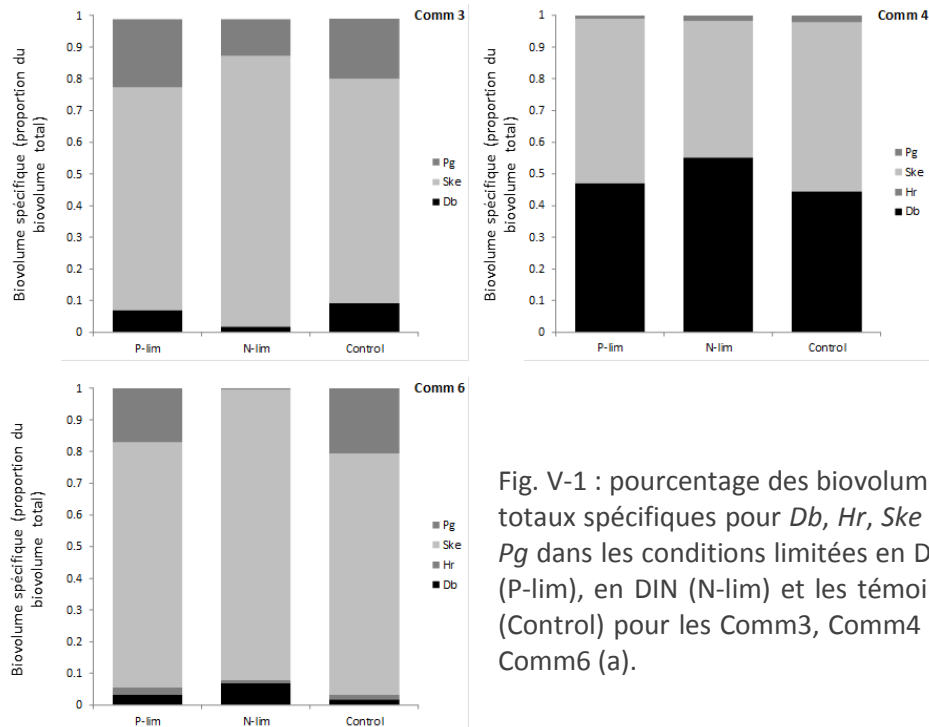 Comm 3
Biovolume spécifique (proportion du
biovolume total)
1
0.9
0.8
0.7
0.6
0.5
0.4
0.3
0.2
0.1
0
P-lim N-lim Control
Pg
Ske
Db
Comm 4
Biovolume spécifique (proportion du
biovolume total)
1
0.9
0.8
0.7
0.6
0.5
0.4
0.3
0.2
0.1
0
P-lim N-lim Control
Pg
Ske
Hr
Db
Comm 6
Biovolume spécifique (proportion du
biovolume total)
1
0.9
0.8
0.7
0.6
0.5
0.4
0.3
0.2
0.1
0
P-lim N-lim Control
Pg
Ske
Hr
Db
Fig. V-1 : pourcentage des biovolum
totaux spécifiques pour Db, Hr, Ske
Pg dans les conditions limitées en D
(P-lim), en DIN (N-lim) et les témoi
(Control) pour les Comm3, Comm4
Comm6 (a).